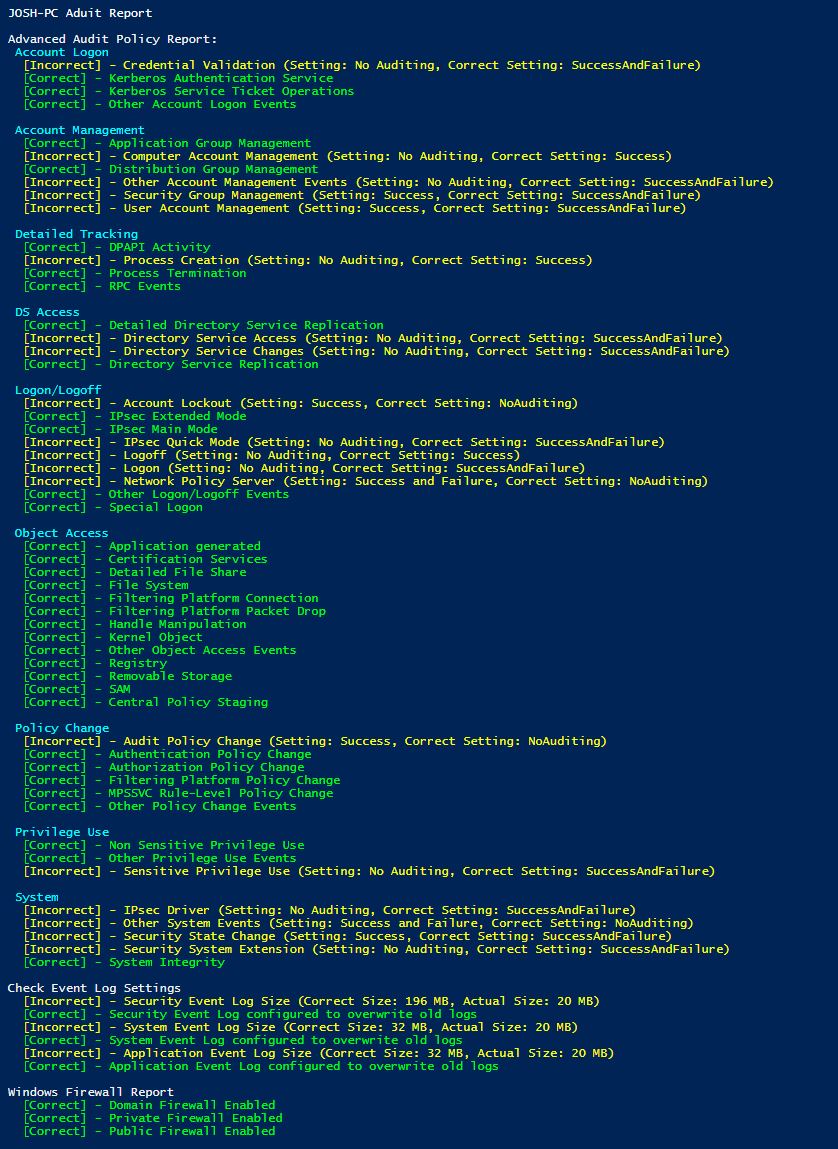 JOSH-PC Aduit Report
Advanced Audit Policy Report:
Account Logon
[Incorrect] - Credential Validation (Setting: No Auditing, Correct Setting: SuccessAndFailure)
[Correct] - Kerberos Authentication Service
[Correct] - Kerberos Service Ticket Operations
[Correct] - Other Account Logon Events
Account Management
[Correct] - Application Group Management
[Incorrect] - Computer Account Management (Setting: No Auditing, Correct Setting: Success)
[Correct] - Distribution Group Management
[Incorrect] - Other Account Management Events (Setting: No Auditing, Correct Setting: SuccessAndFailure)
[Incorrect] - Security Group Management (Setting: Success, Correct Setting: SuccessAndFailure)
[Incorrect] - User Account Management (Setting: Success, Correct Setting: SuccessAndFailure)
Detailed Tracking
[Correct] - DPAPI Activity
[Incorrect] - Process Creation (Setting: No Auditing, Correct Setting: Success)
[Correct] - Process Termination
[Correct] - RPC Events
DS Access
[Correct] - Detailed Directory Service Replication
[Incorrect] - Directory Service Access (Setting: No Auditing, Correct Setting: SuccessAndFailure)
[Incorrect] - Directory Service Changes (Setting: No Auditing, Correct Setting: SuccessAndFailure)
[Correct] - Directory Service Replication
Logon/Logoff
[Incorrect] - Account Lockout (Setting: Success, Correct Setting: NoAuditing)
[Correct] - IPsec Extended Mode
[Correct] - IPsec Main Mode
[Incorrect] - IPsec Quick Mode (Setting: No Auditing, Correct Setting: SuccessAndFailure)
[Incorrect] - Logoff (Setting: No Auditing, Correct Setting: Success)
[Incorrect] - Logon (Setting: No Auditing, Correct Setting: SuccessAndFailure)
[Incorrect] - Network Policy Server (Setting: Success and Failure, Correct Setting: NoAuditing)
[Correct] - Other Logon/Logoff Events
[Correct] - Special Logon
Object Access
[Correct] - Application generated
[Correct] - Certification Services
[Correct] - Detailed File Share
[Correct] - File System
[Correct] - Filtering Platform Connection
[Correct] - Filtering Platform Packet Drop
[Correct] - Handle Manipulation
[Correct] - Kernel Object
[Correct] - Other Object Access Events
[Correct] - Registry
[Correct] - Removable Storage
[Correct] - SAM
[Correct] - Central Policy Staging
Policy Change
[Incorrect] - Audit Policy Change (Setting: Success, Correct Setting: NoAuditing)
[Correct] - Authentication Policy Change
[Correct] - Authorization Policy Change
[Correct] - Filtering Platform Policy Change
[Correct] - MPSSVC Rule-Level Policy Change
[Correct] - Other Policy Change Events
Privilege Use
[Correct] - Non Sensitive Privilege Use
[Correct] - Other Privilege Use Events
[Incorrect] - Sensitive Privilege Use (Setting: No Auditing, Correct Setting: SuccessAndFailure)
System
[Incorrect] - IPsec Driver (Setting: No Auditing, Correct Setting: SuccessAndFailure)
[Incorrect] - Other System Events (Setting: Success and Failure, Correct Setting: NoAuditing)
[Incorrect] - Security State Change (Setting: Success, Correct Setting: SuccessAndFailure)
[Incorrect] - Security System Extension (Setting: No Auditing, Correct Setting: SuccessAndFailure)
[Correct] - System Integrity
Check Event Log Settings
[Incorrect] - Security Event Log Size (Correct Size: 196 MB, Actual Size: 20 MB)
[Correct] - Security Event Log configured to overwrite old logs
[Incorrect] - System Event Log Size (Correct Size: 32 MB, Actual Size: 20 MB)
[Correct] - System Event Log configured to overwrite old logs
[Incorrect] - Application Event Log Size (Correct Size: 32 MB, Actual Size: 20 MB)
[Correct] - Application Event Log configured to overwrite old logs
Windows Firewall Report
[Correct] - Domain Firewall Enabled
[Correct] - Private Firewall Enabled
[Correct] - Public Firewall Enabled